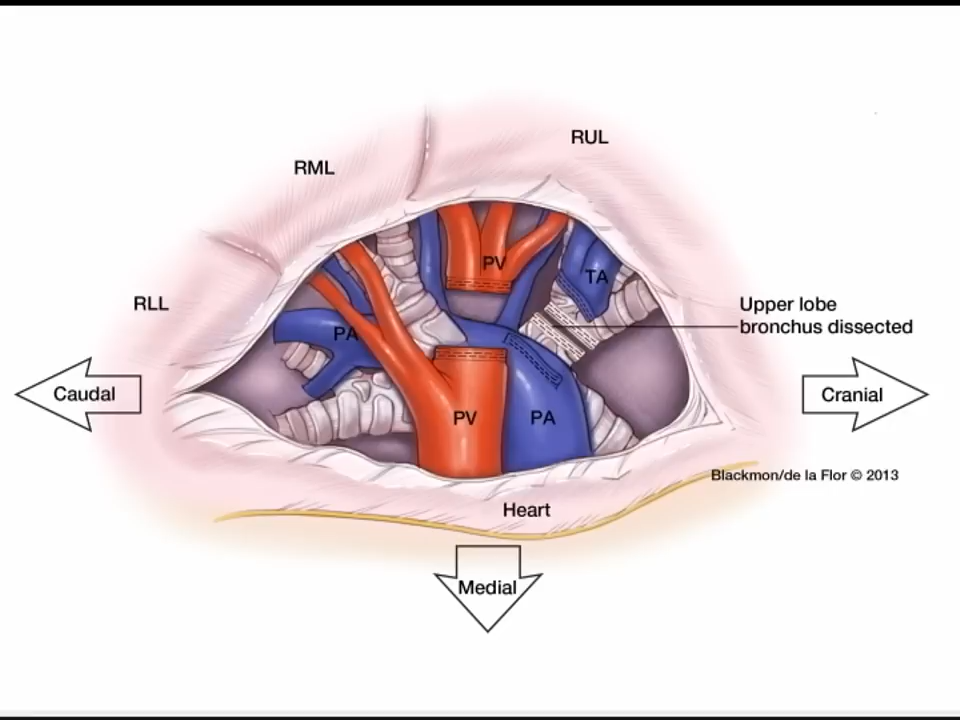 RUL
RML
PV
TA
RLL
Upper lobe
bronchus dissected
PA
Caudal
Cranial
PV
PA
Blackmon/de la Flor © 2013
Heart
Medial